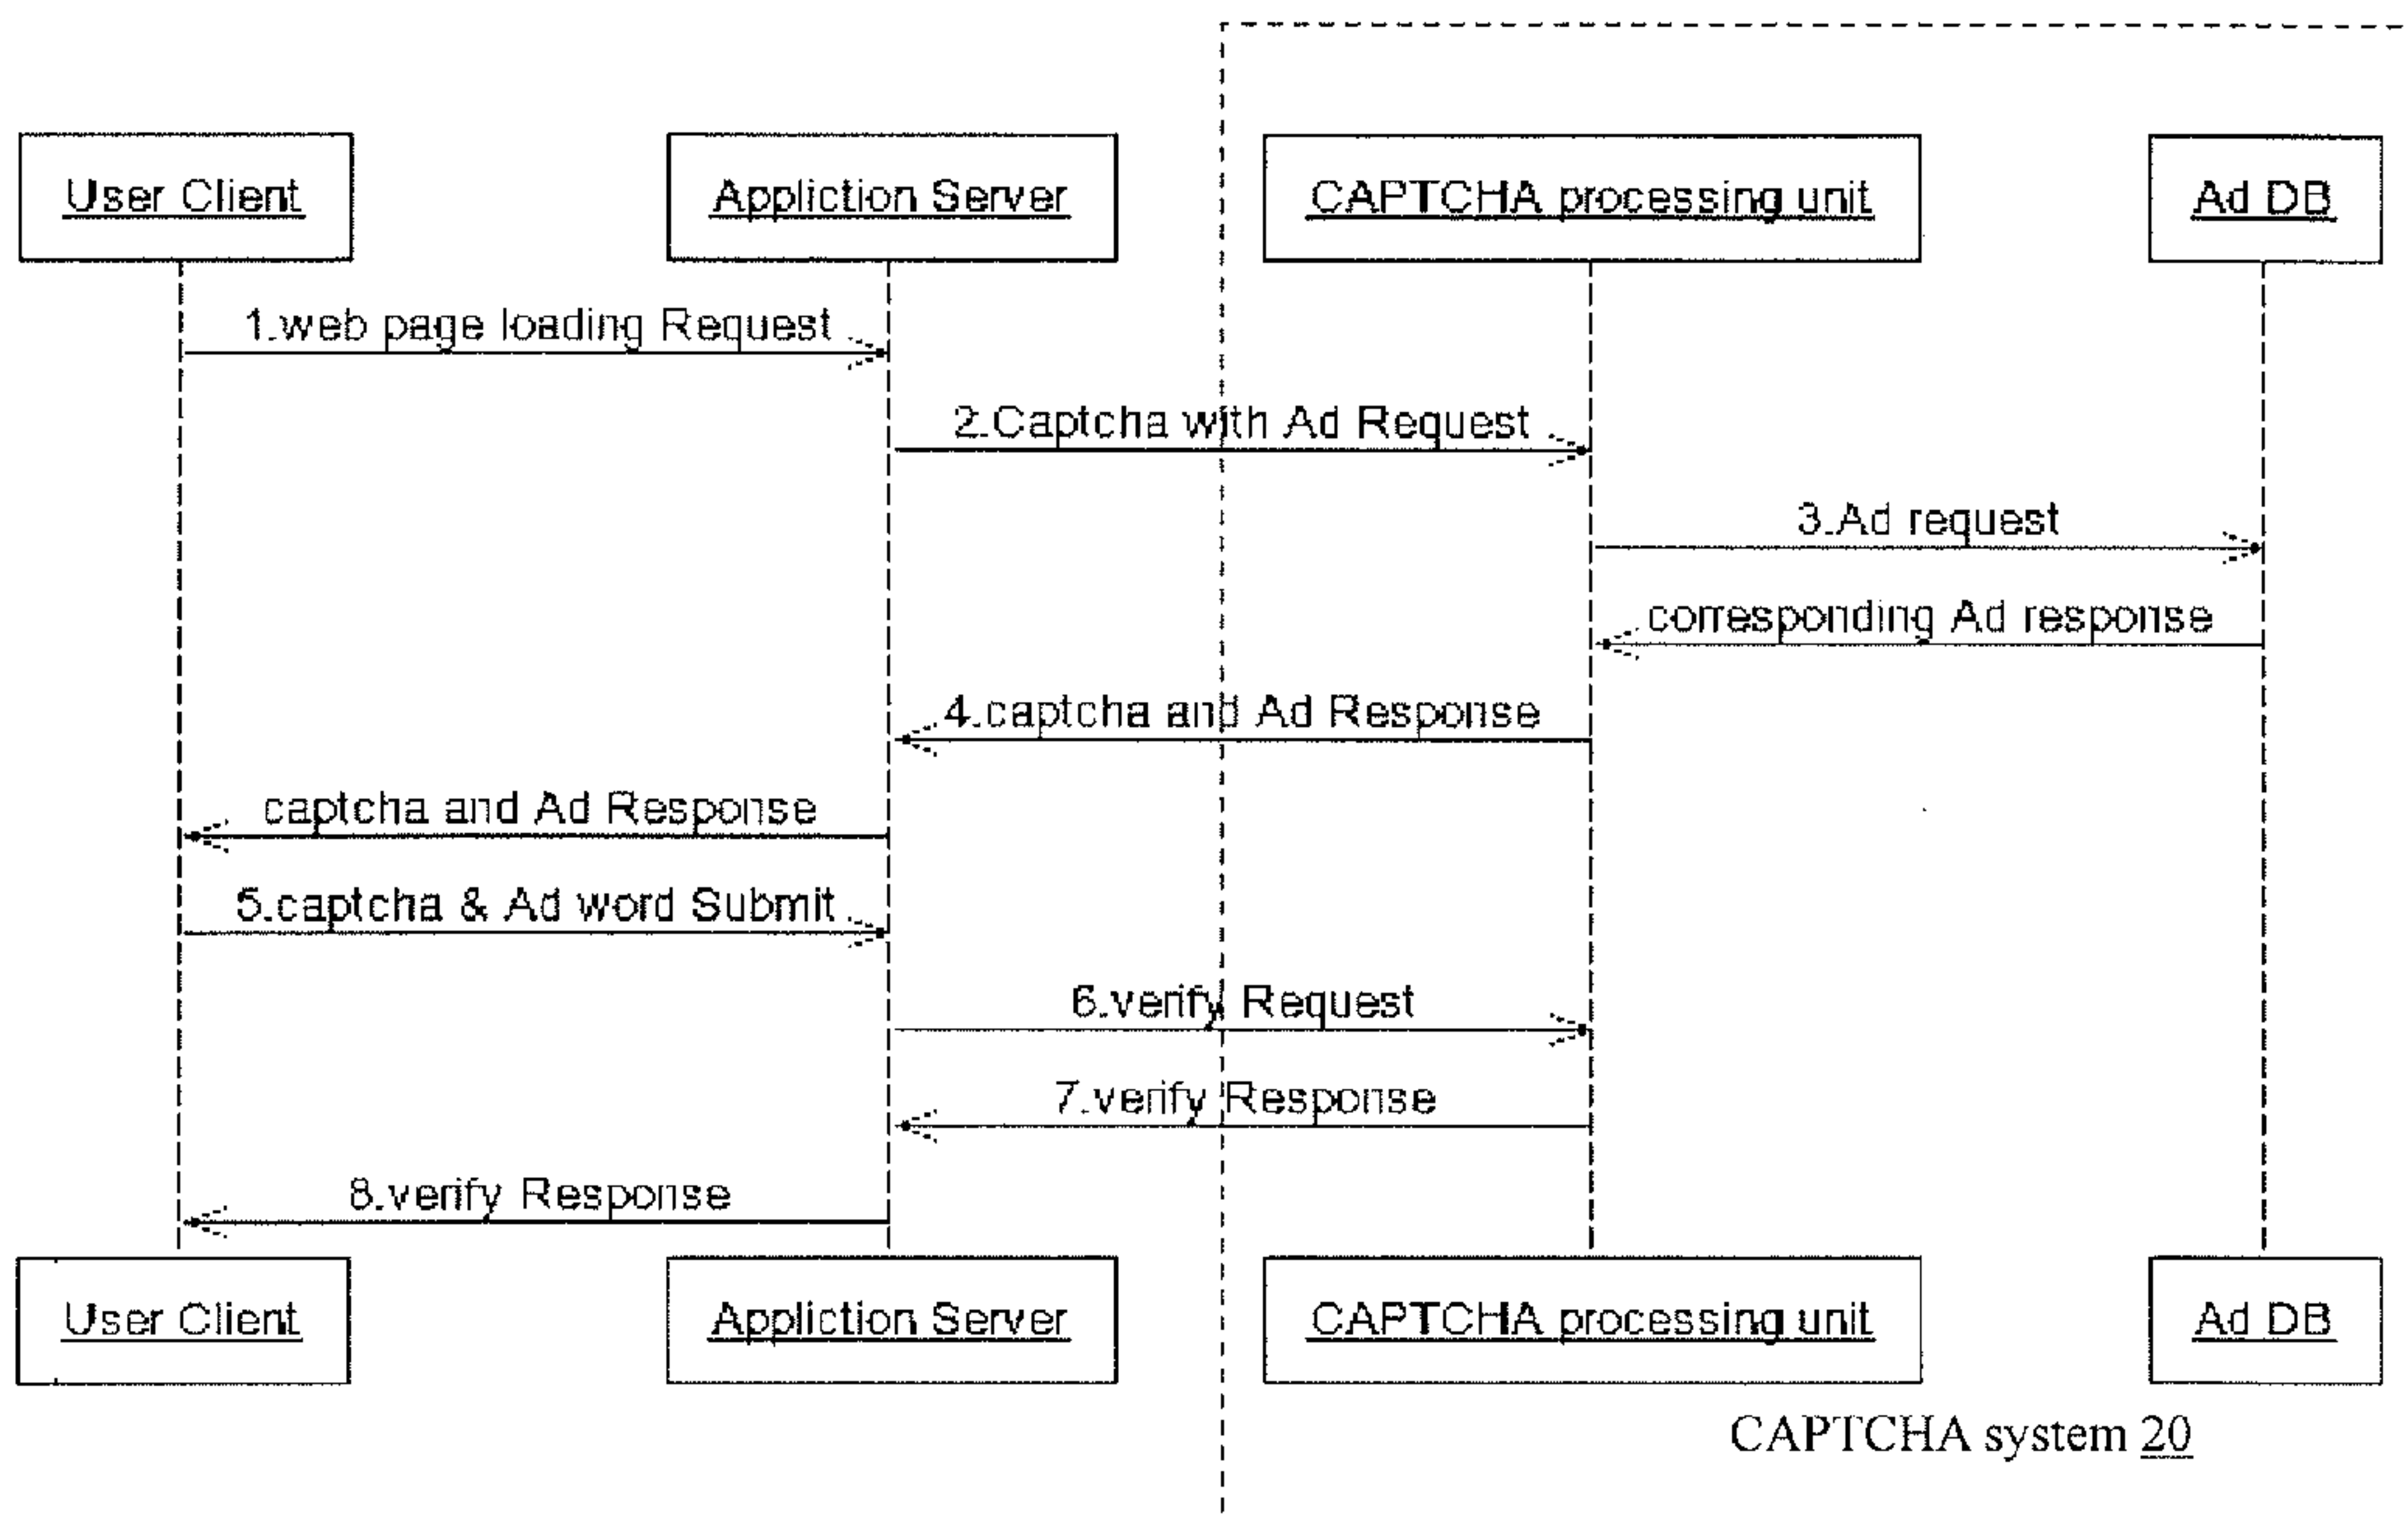 User Client
Appliction Server
CAPTCHA processing unit
Ad DB
1.web page loading Request
2.Captcha with Ad Request
3.Ad request
corresponding Ad response
4.captcha and Ad Response
captcha and Ad Response
5.captcha & Ad word Submit
6.verify Request
7.verify Response
8.verify Response
User Client
Appliction Server
CAPTCHA processing unit
Ad DB
CAPTCHA system 20